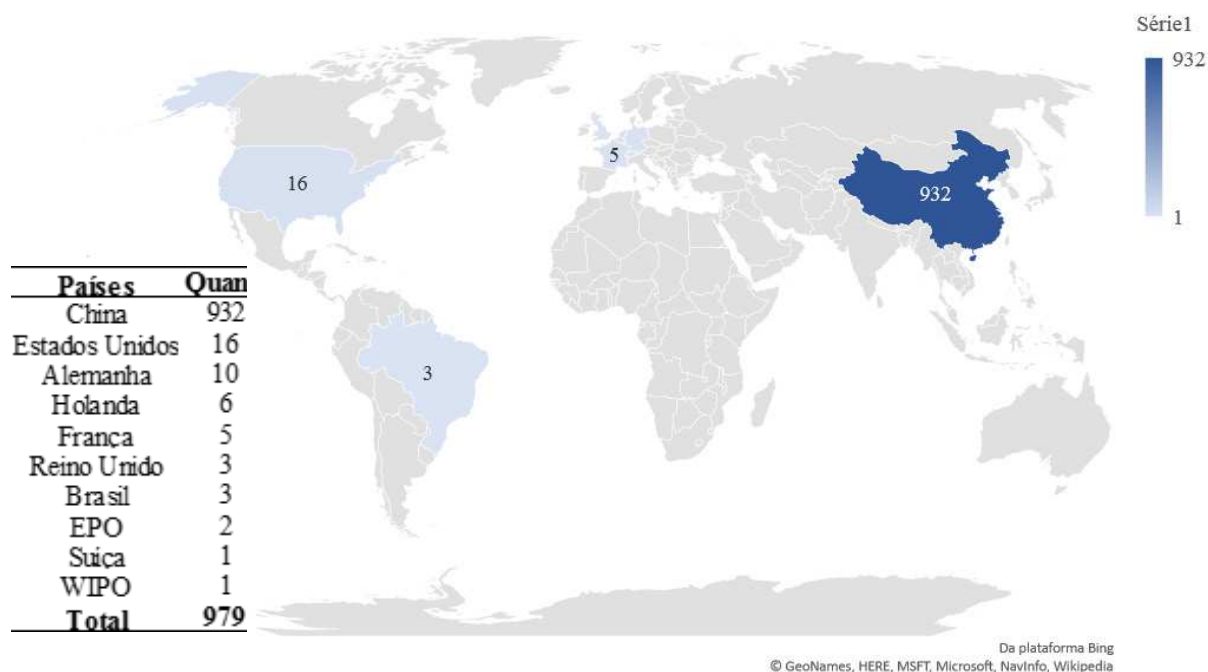 Série1
932
1
16
5
932
3
Países Quan
China 932
Estados Unidos 16
Alemanha 10
Holanda 6
França 5
Reino Unido 3
Brasil 3
EPO 2
Suiça 1
WIPO 1
Total 979
Da plataforma Bing
© GeoNames, HERE, MSFT, Microsoft, NavInfo, Wikipedia